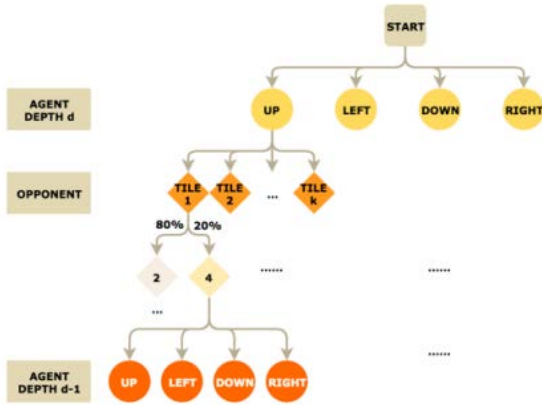 START
AGENT
DEPTH d
UP
LEFT
DOWN
RIGHT
OPPONENT
TILE
1
TILE
2
...
TILE
k
80%
20%
2
4
......
......
...
......
AGENT
DEPTH d-1
UP
LEFT
DOWN
RIGHT